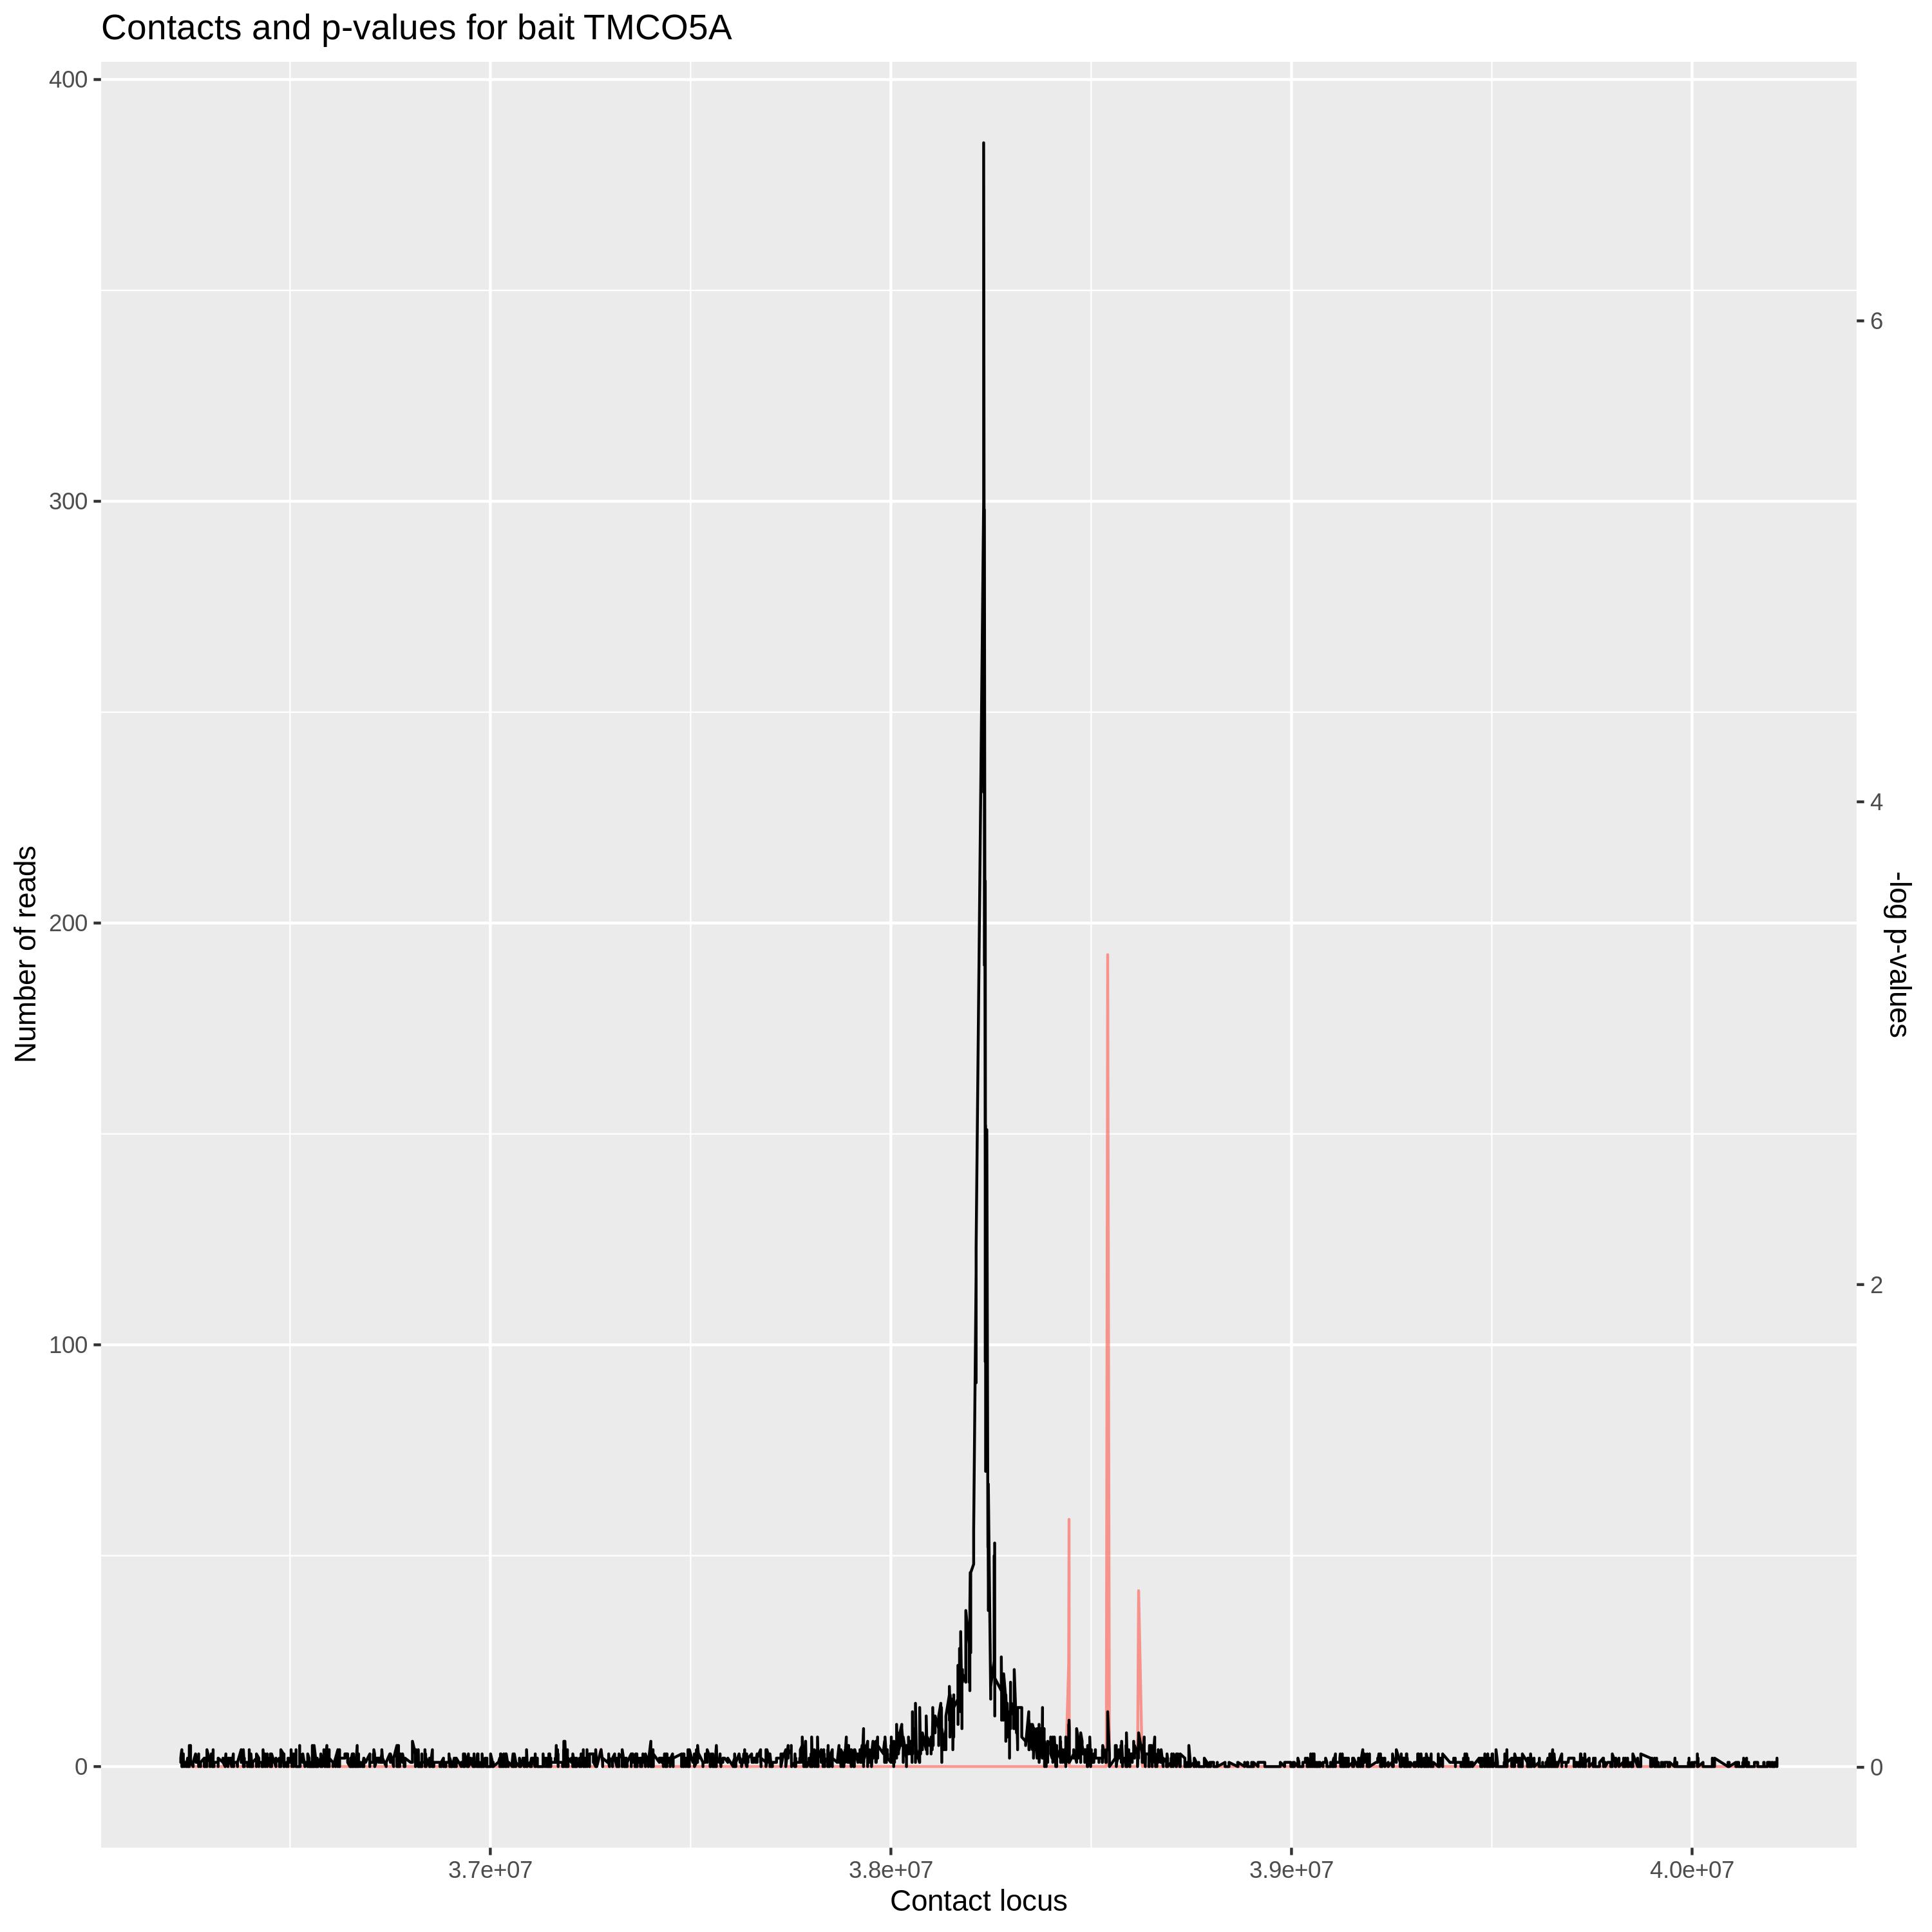 Contacts and p-values for bait TMCO5A
400
300
200
100
0
Number of reads
6
4
2
0
-log p-values
3.7e+07
3.8e+07
3.9e+07
4.0e+07
Contact locus